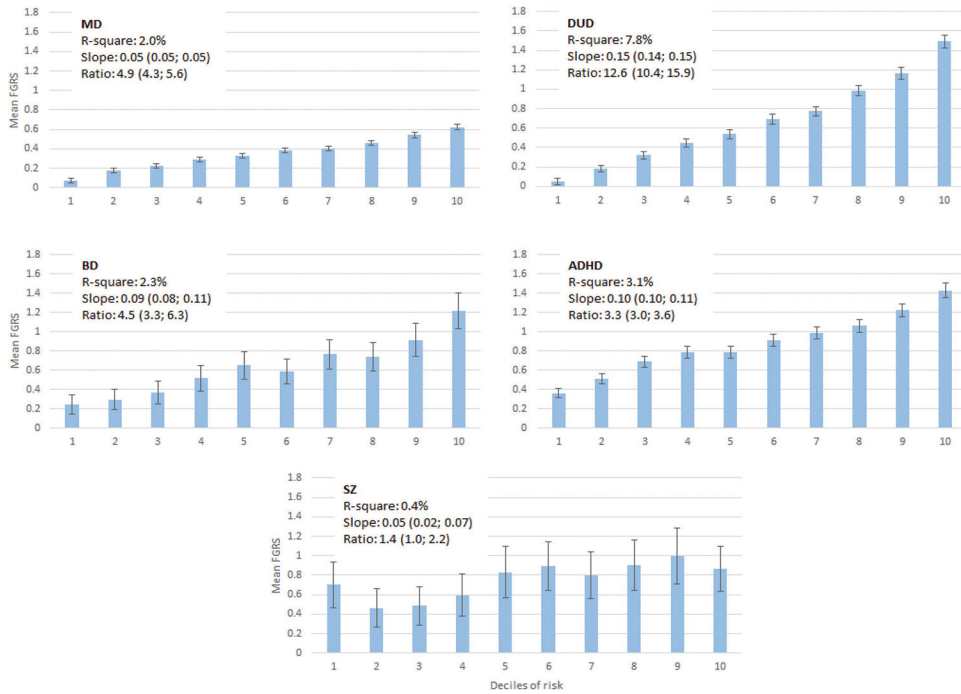 MD
R-square: 2.0%
Slope: 0.05 (0.05; 0.05)
Ratio: 4.9 (4.3; 5.6)
Mean FGRS
1.8
1.6
1.4
1.2
1
0.8
0.6
0.4
0.2
0
1 2 3 4 5 6 7 8 9 10
DUD
R-square: 7.8%
Slope: 0.15 (0.14; 0.15)
Ratio: 12.6 (10.4; 15.9)
1.8
1.6
1.4
1.2
1
0.8
0.6
0.4
0.2
0
1 2 3 4 5 6 7 8 9 10
BD
R-square: 2.3%
Slope: 0.09 (0.08; 0.11)
Ratio: 4.5 (3.3; 6.3)
Mean FGRS
1.8
1.6
1.4
1.2
1
0.8
0.6
0.4
0.2
0
1 2 3 4 5 6 7 8 9 10
ADHD
R-square: 3.1%
Slope: 0.10 (0.10; 0.11)
Ratio: 3.3 (3.0; 3.6)
1.8
1.6
1.4
1.2
1
0.8
0.6
0.4
0.2
0
1 2 3 4 5 6 7 8 9 10
SZ
R-square: 0.4%
Slope: 0.05 (0.02; 0.07)
Ratio: 1.4 (1.0; 2.2)
Mean FGRS
1.8
1.6
1.4
1.2
1
0.8
0.6
0.4
0.2
0
1 2 3 4 5 6 7 8 9 10
Deciles of risk